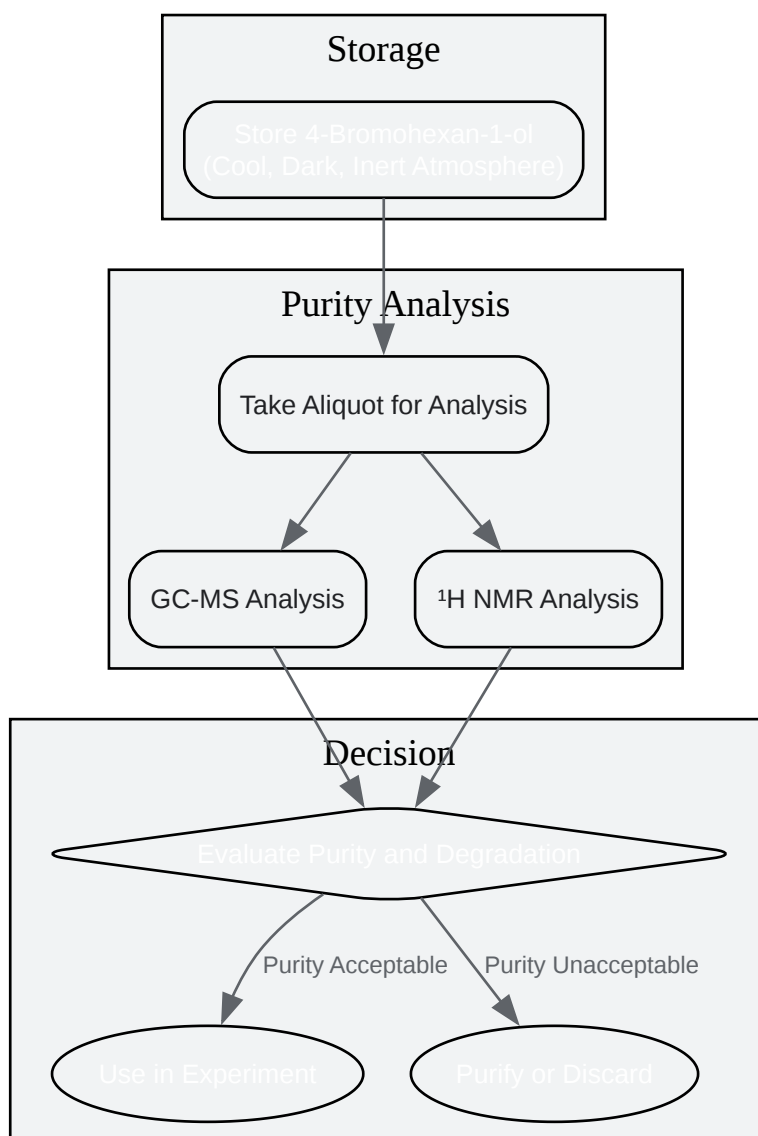 Storage
Store 4-Bromohexan-1-ol
(Cool, Dark, Inert Atmosphere)
Purity Analysis
Take Aliquot for Analysis
GC-MS Analysis
¹H NMR Analysis
Decision
Evaluate Purity and Degradation
Purity Acceptable
Purity Unacceptable
Use in Experiment
Purify or Discard